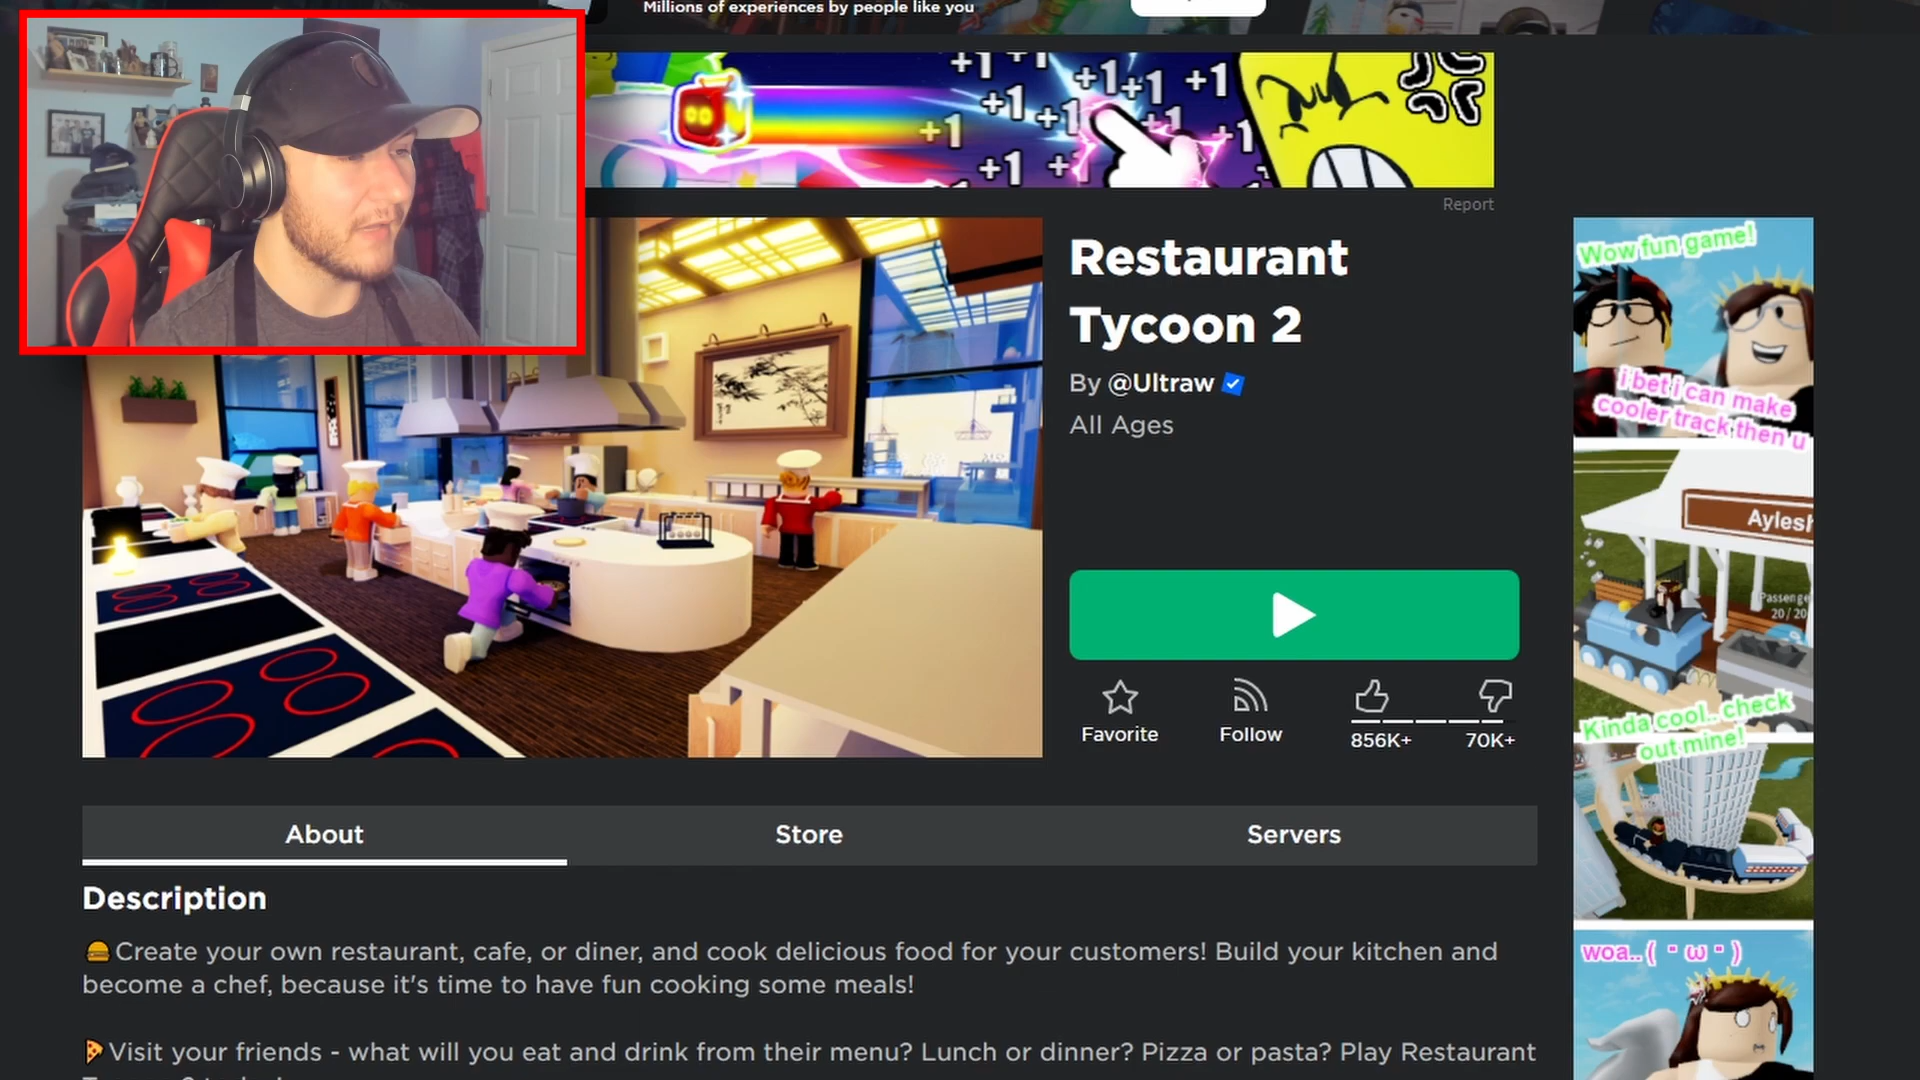 Millions of experiences by people like you
+1 +1 +1 +1 +1 +1 +1 +1 +1 +1
Report
Restaurant
Tycoon 2
By @Ultraw
All Ages
Favorite
Follow
856K+
70K+
About
Store
Servers
Description
🍔Create your own restaurant, cafe, or diner, and cook delicious food for your customers! Build your kitchen and
become a chef, because it's time to have fun cooking some meals!
🍕Visit your friends - what will you eat and drink from their menu? Lunch or dinner? Pizza or pasta? Play Restaurant
Wow fun game!
i bet i can make
cooler track then u
Aylesh
Passenge
20/20
Kinda cool.. check
out mine!
woa..( ﾟωﾟ)